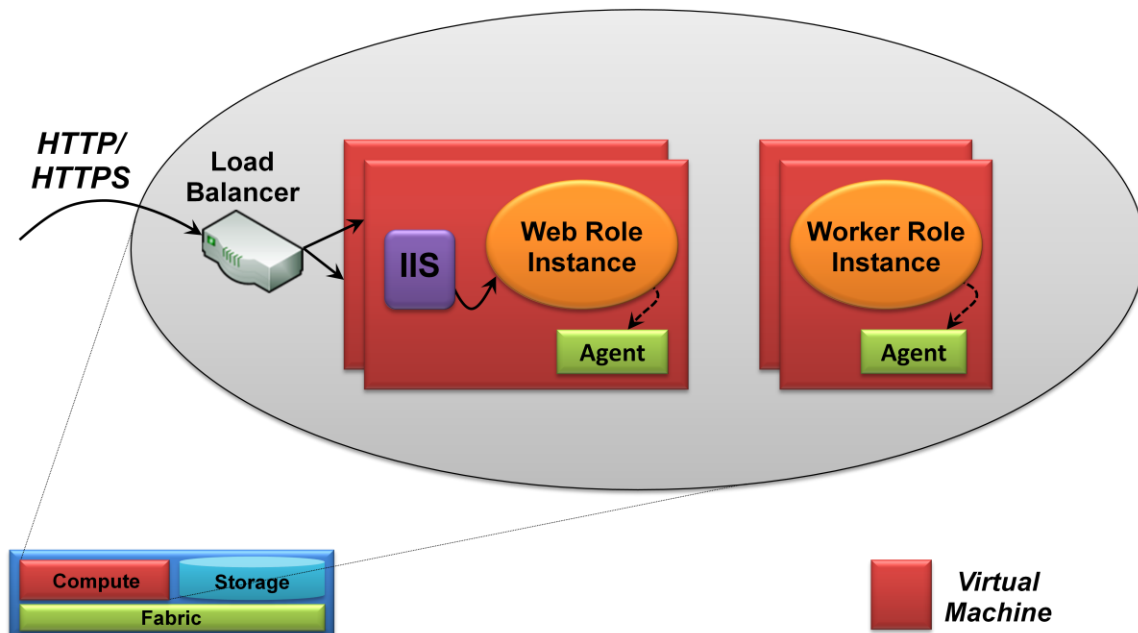 HTTP/
HTTPS
Load
Balancer
IIS
Web Role
Instance
Agent
Worker Role
Instance
Agent
Compute
Storage
Fabric
Virtual
Machine